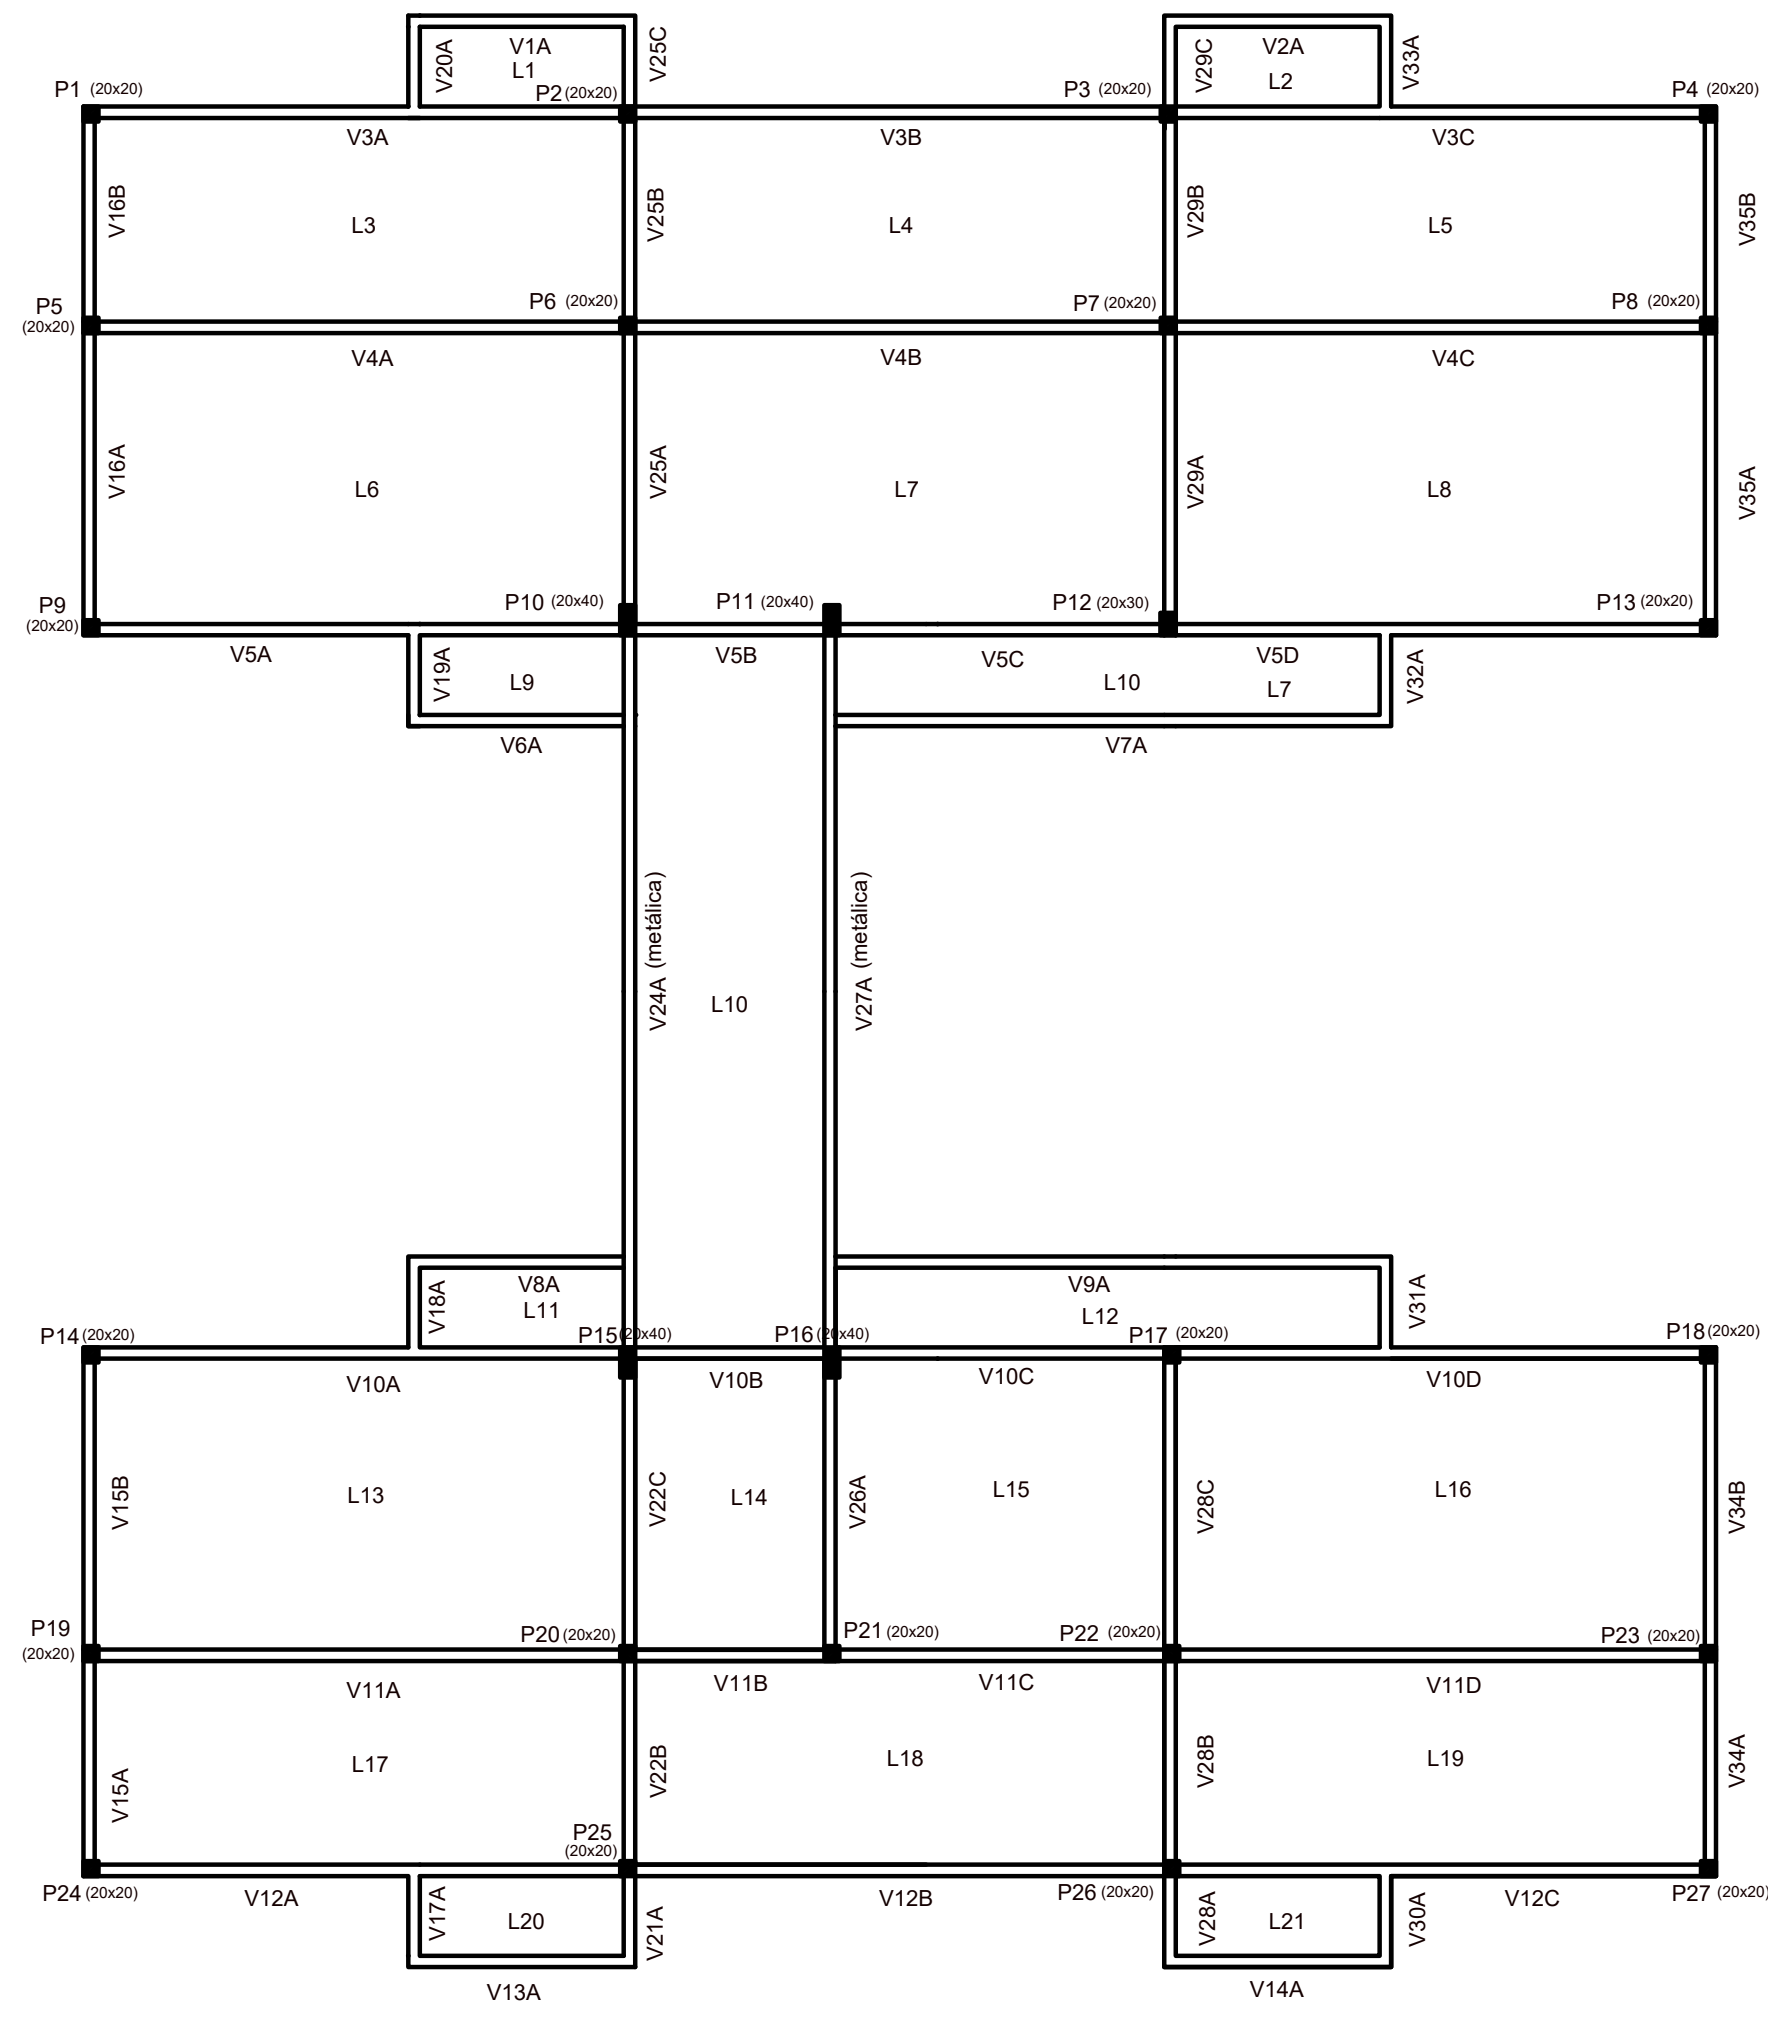 V20A
V1A
L1
V25C
V29C
V2A
L2
V33A
P1 (20x20)
P2 (20x20)
P3 (20x20)
P4 (20x20)
V3A
V3B
V3C
V16B
L3
V25B
L4
V29B
L5
V35B
P5
(20x20)
P6 (20x20)
P7 (20x20)
P8 (20x20)
V4A
V4B
V4C
V16A
L6
V25A
L7
V29A
L8
V35A
P9
(20x20)
P10 (20x40)
P11 (20x40)
P12 (20x30)
P13 (20x20)
V5A
V19A
L9
V5B
V5C
L10
V5D
L7
V32A
V6A
V7A
V24A (metálica)
L10
V27A (metálica)
V18A
V8A
L11
V9A
L12
V31A
P14 (20x20)
P15 (20x40)
P16 (20x40)
P17 (20x20)
P18 (20x20)
V10A
V10B
V10C
V10D
V15B
L13
V22C
L14
V26A
L15
V28C
L16
V34B
P19
(20x20)
P20 (20x20)
P21 (20x20)
P22 (20x20)
P23 (20x20)
V11A
V11B
V11C
V11D
V15A
L17
V22B
L18
V28B
L19
V34A
P25
(20x20)
P24 (20x20)
V12A
V17A
L20
V21A
V12B
P26 (20x20)
V28A
L21
V30A
V12C
P27 (20x20)
V13A
V14A